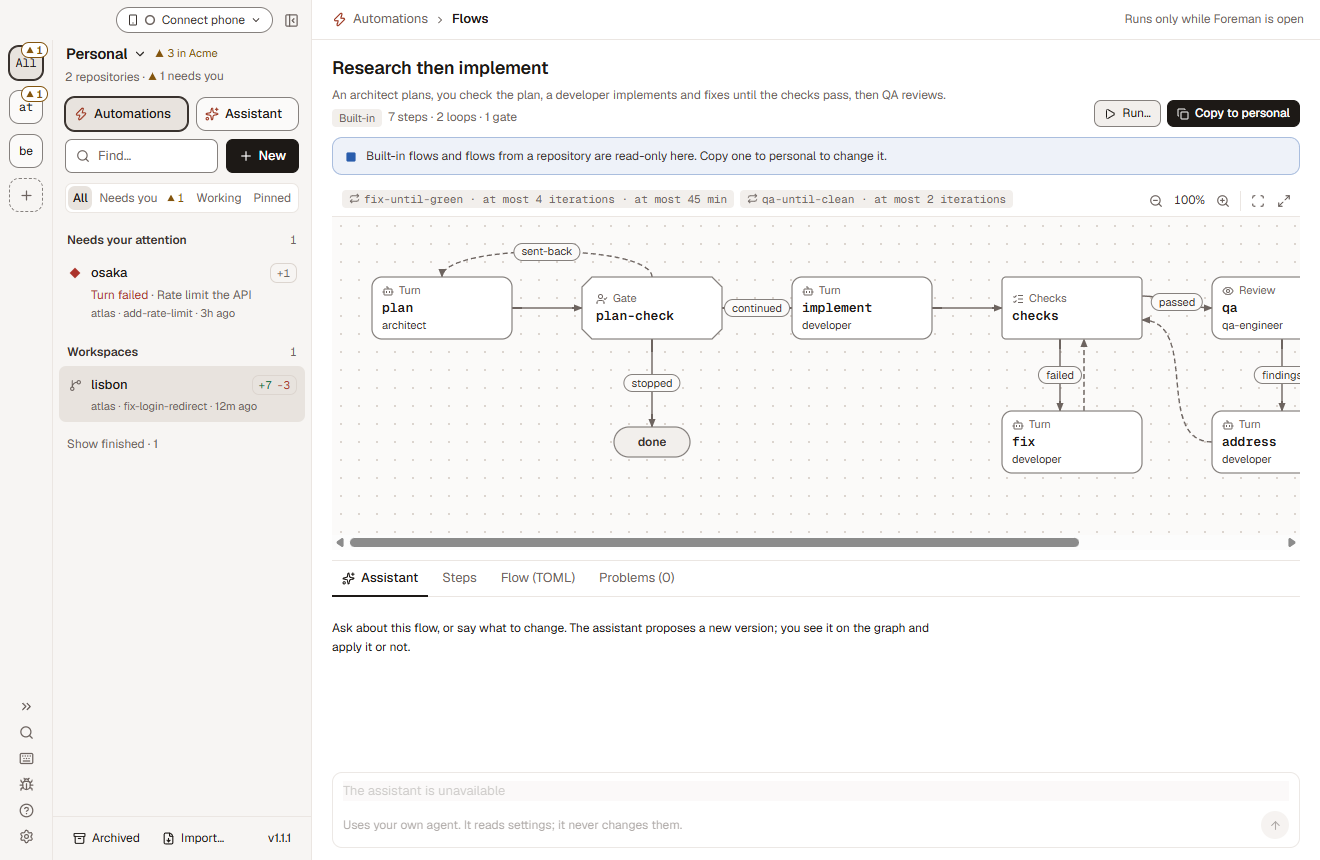 Connect phone
Automations › Flows
Runs only while Foreman is open
1
All
1
at
be
Personal
3 in Acme
2 repositories · 1 needs you
Automations
Assistant
Find...
+ New
All
Needs you
1
Working
Pinned
Needs your attention
1
osaka
+1
Turn failed · Rate limit the API
atlas · add-rate-limit · 3h ago
Workspaces
1
lisbon
+7 -3
atlas · fix-login-redirect · 12m ago
Show finished · 1
Archived
Import...
v1.1.1
Research then implement
An architect plans, you check the plan, a developer implements and fixes until the checks pass, then QA reviews.
Built-in
7 steps · 2 loops · 1 gate
Run...
Copy to personal
Built-in flows and flows from a repository are read-only here. Copy one to personal to change it.
fix-until-green · at most 4 iterations · at most 45 min
qa-until-clean · at most 2 iterations
100%
sent-back
Turn
plan
architect
Gate
plan-check
continued
Turn
implement
developer
Checks
checks
passed
Review
qa
qa-engineer
stopped
failed
findings
done
Turn
fix
developer
Turn
address
developer
Assistant
Steps
Flow (TOML)
Problems (0)
Ask about this flow, or say what to change. The assistant proposes a new version; you see it on the graph and
apply it or not.
The assistant is unavailable
Uses your own agent. It reads settings; it never changes them.